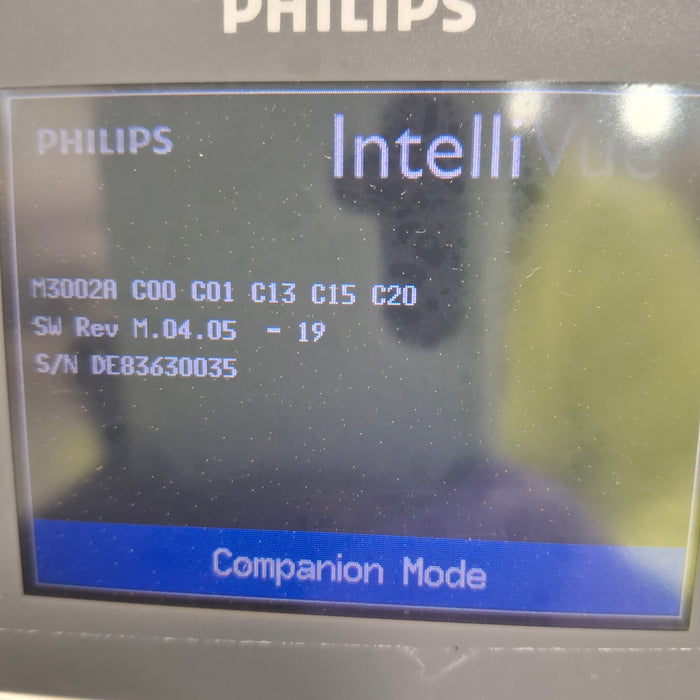 PHILIPS
PHILIPS
IntelliVue
M3002A C00 C01 C13 C15 C20
SW Rev M.04.05 - 19
S/N DE83630035
Companion Mode